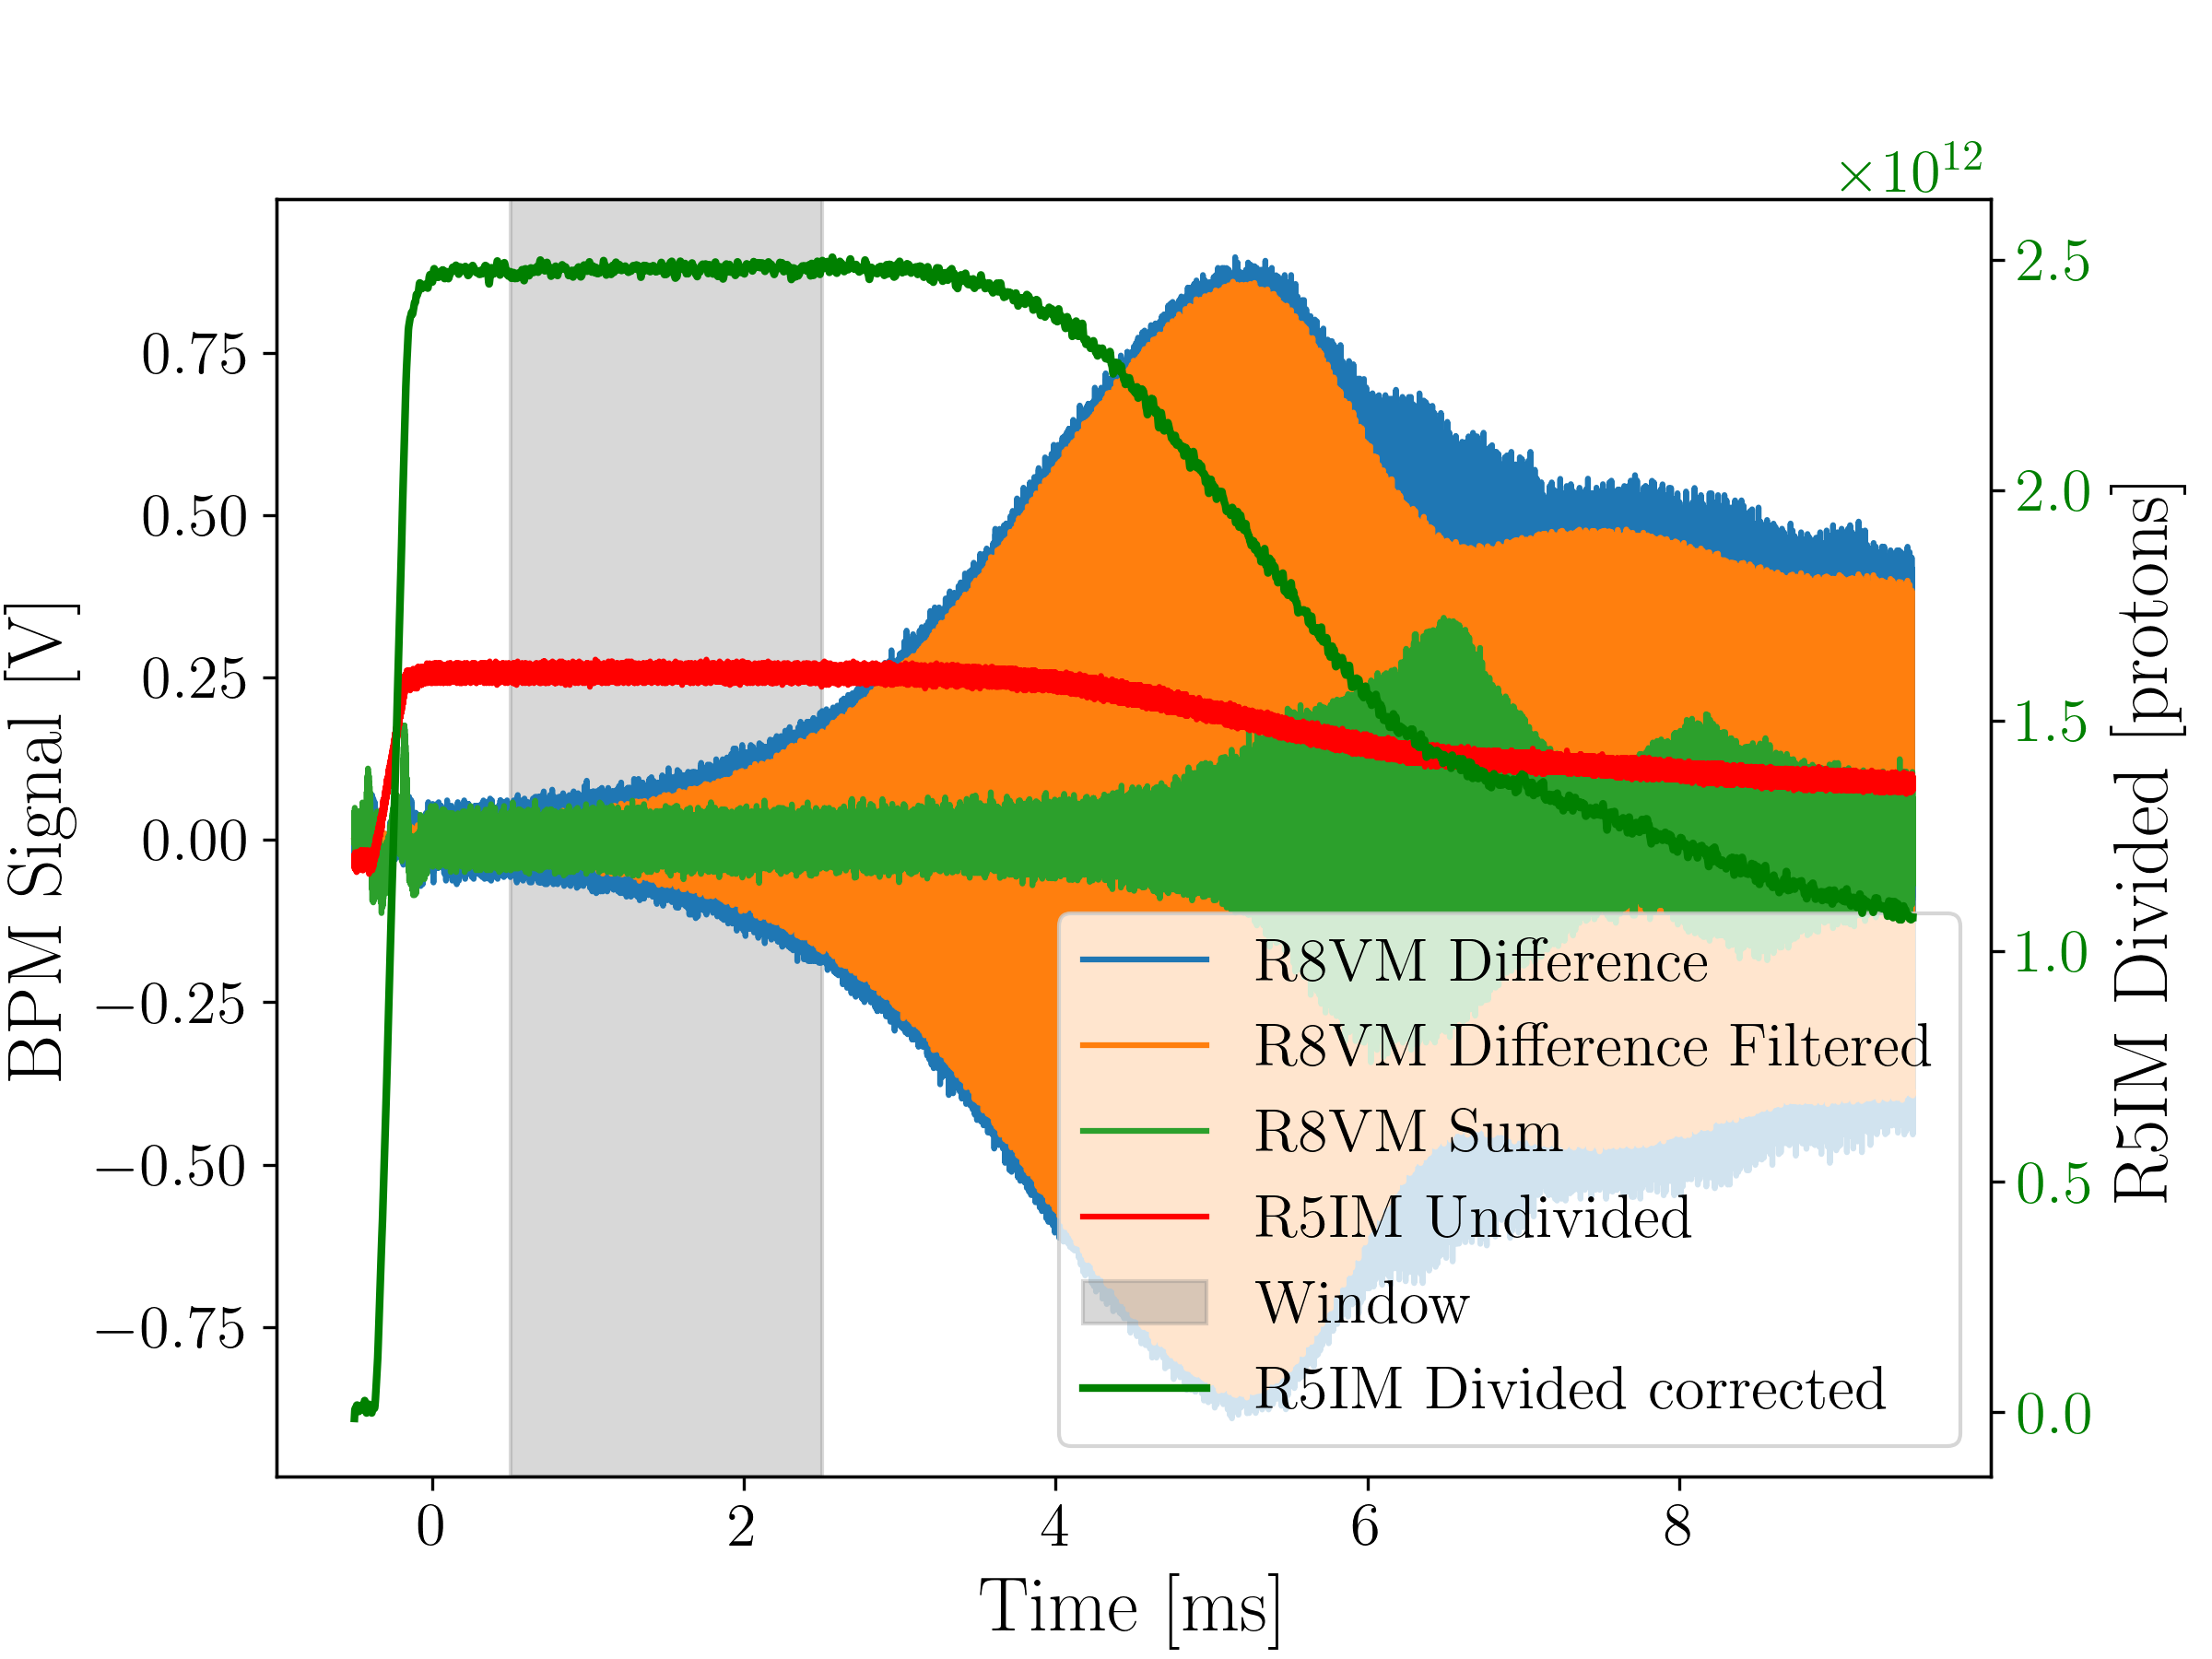 ×10¹²
BPM Signal [V]
0.75
0.50
0.25
0.00
−0.25
−0.50
−0.75
2.5
2.0
1.5
1.0
0.5
0.0
R5IM Divided [protons]
R8VM Difference
R8VM Difference Filtered
R8VM Sum
R5IM Undivided
Window
R5IM Divided corrected
0 2 4 6 8
Time [ms]